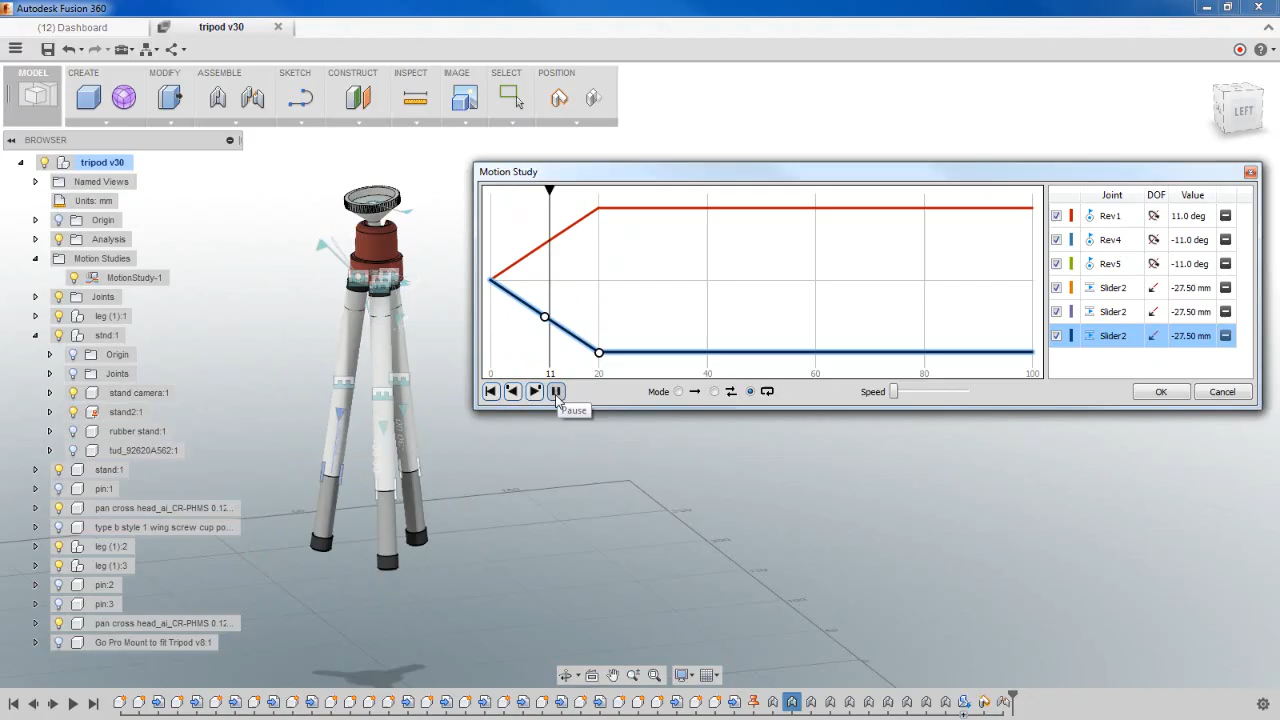 Autodesk Fusion 360
(12) Dashboard
tripod v30
MODEL
CREATE
MODIFY
ASSEMBLE
SKETCH
CONSTRUCT
INSPECT
IMAGE
SELECT
POSITION
LEFT
BROWSER
tripod v30
Named Views
Units: mm
Origin
Analysis
Motion Studies
MotionStudy-1
Joints
leg (1):1
stnd:1
Origin
Joints
stand camera:1
stand2:1
rubber stand:1
tud_92620A562:1
stand:1
pin:1
pan cross head_ai_CR-PHMS 0.12...
type b style 1 wing screw cup po...
leg (1):2
leg (1):3
pin:2
pin:3
pan cross head_ai_CR-PHMS 0.12...
Go Pro Mount to fit Tripod v8:1
Motion Study
0 11 20 40 60 80 100
Joint DOF Value
Rev1 11.0 deg
Rev4 -11.0 deg
Rev5 -11.0 deg
Slider2 -27.50 mm
Slider2 -27.50 mm
Slider2 -27.50 mm
Mode
Speed
OK
Cancel
Pause